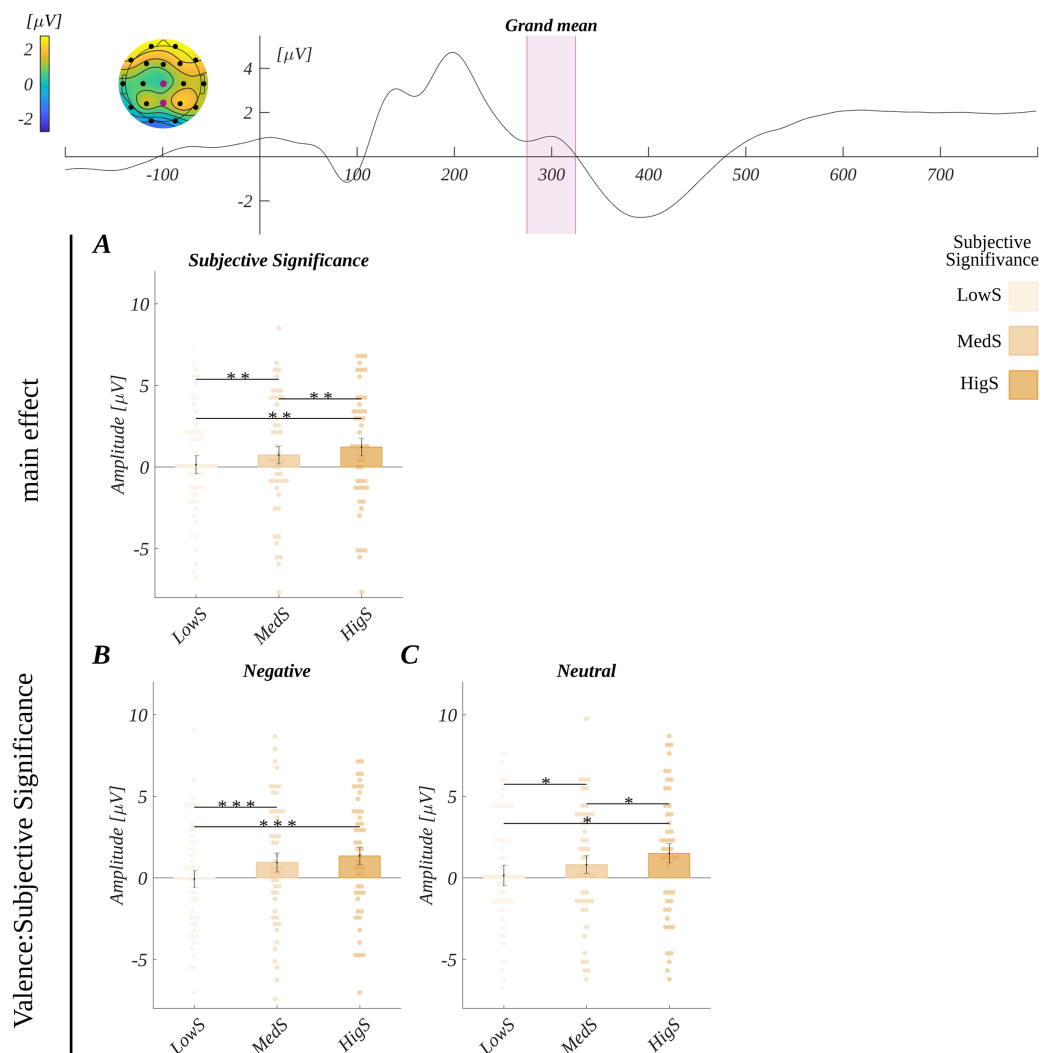 [μV]
2
0
-2
Grand mean
[μV]
4
2
-2
-100
100
200
300
400
500
600
700
A
Subjective Significance
10
5
0
-5
Amplitude [μV]
**
**
**
LowS
MedS
HigS
main effect
Subjective
Signifivance
LowS
MedS
HigS
B
Negative
10
5
0
-5
Amplitude [μV]
***
***
LowS
MedS
HigS
C
Neutral
10
5
0
-5
Amplitude [μV]
*
*
*
LowS
MedS
HigS
Valence:Subjective Significance